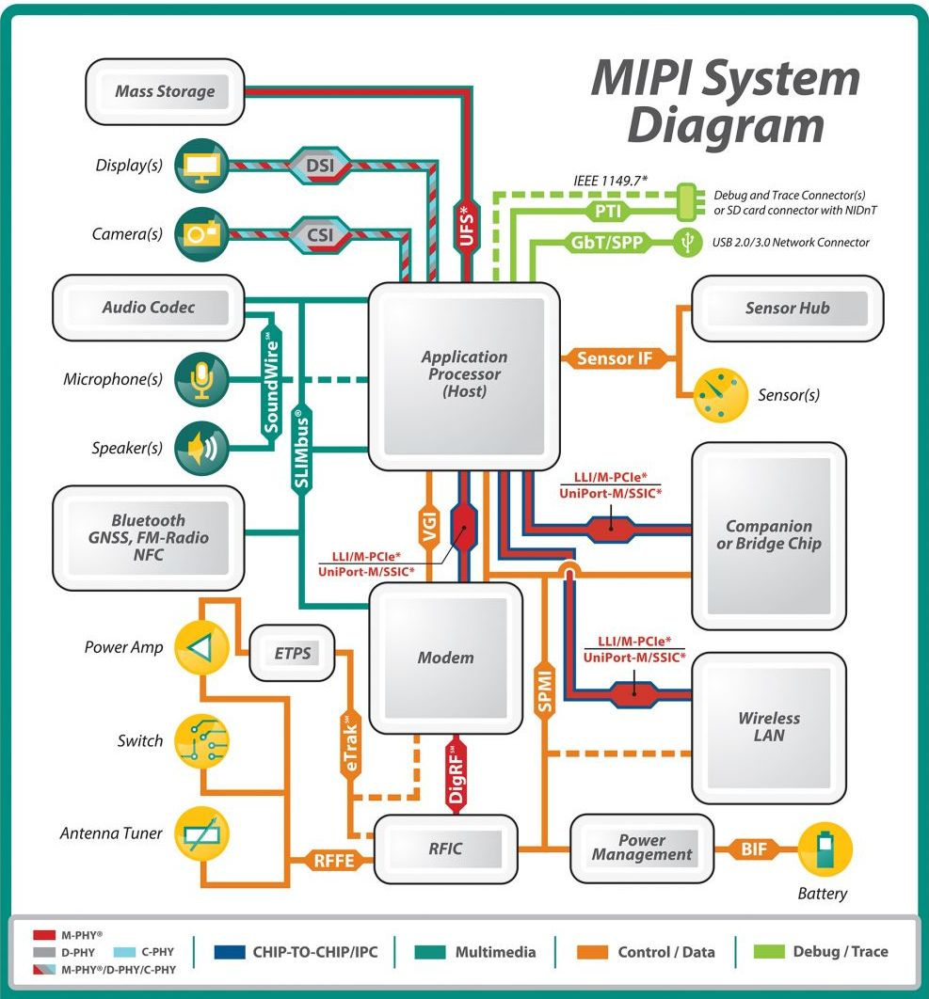 MIPI System
Diagram
Mass Storage
Display(s)
DSI
Camera(s)
CSI
UFS*
IEEE 1149.7*
PTI
Debug and Trace Connector(s)
or SD card connector with NIDnT
GbT/SPP
USB 2.0/3.0 Network Connector
Audio Codec
Microphone(s)
Speaker(s)
SoundWire℠
SLIMbus®
Application
Processor
(Host)
Sensor IF
Sensor Hub
Sensor(s)
Bluetooth
GNSS, FM-Radio
NFC
VGI
LLI/M-PCIe*
UniPort-M/SSIC*
LLI/M-PCIe*
UniPort-M/SSIC*
Companion
or Bridge Chip
Power Amp
ETPS
Modem
LLI/M-PCIe*
UniPort-M/SSIC*
SPMI
Wireless
LAN
Switch
eTrak℠
DigRF℠
Antenna Tuner
RFFE
RFIC
Power
Management
BIF
Battery
M-PHY®
D-PHY
C-PHY
M-PHY®/D-PHY/C-PHY
CHIP-TO-CHIP/IPC
Multimedia
Control / Data
Debug / Trace